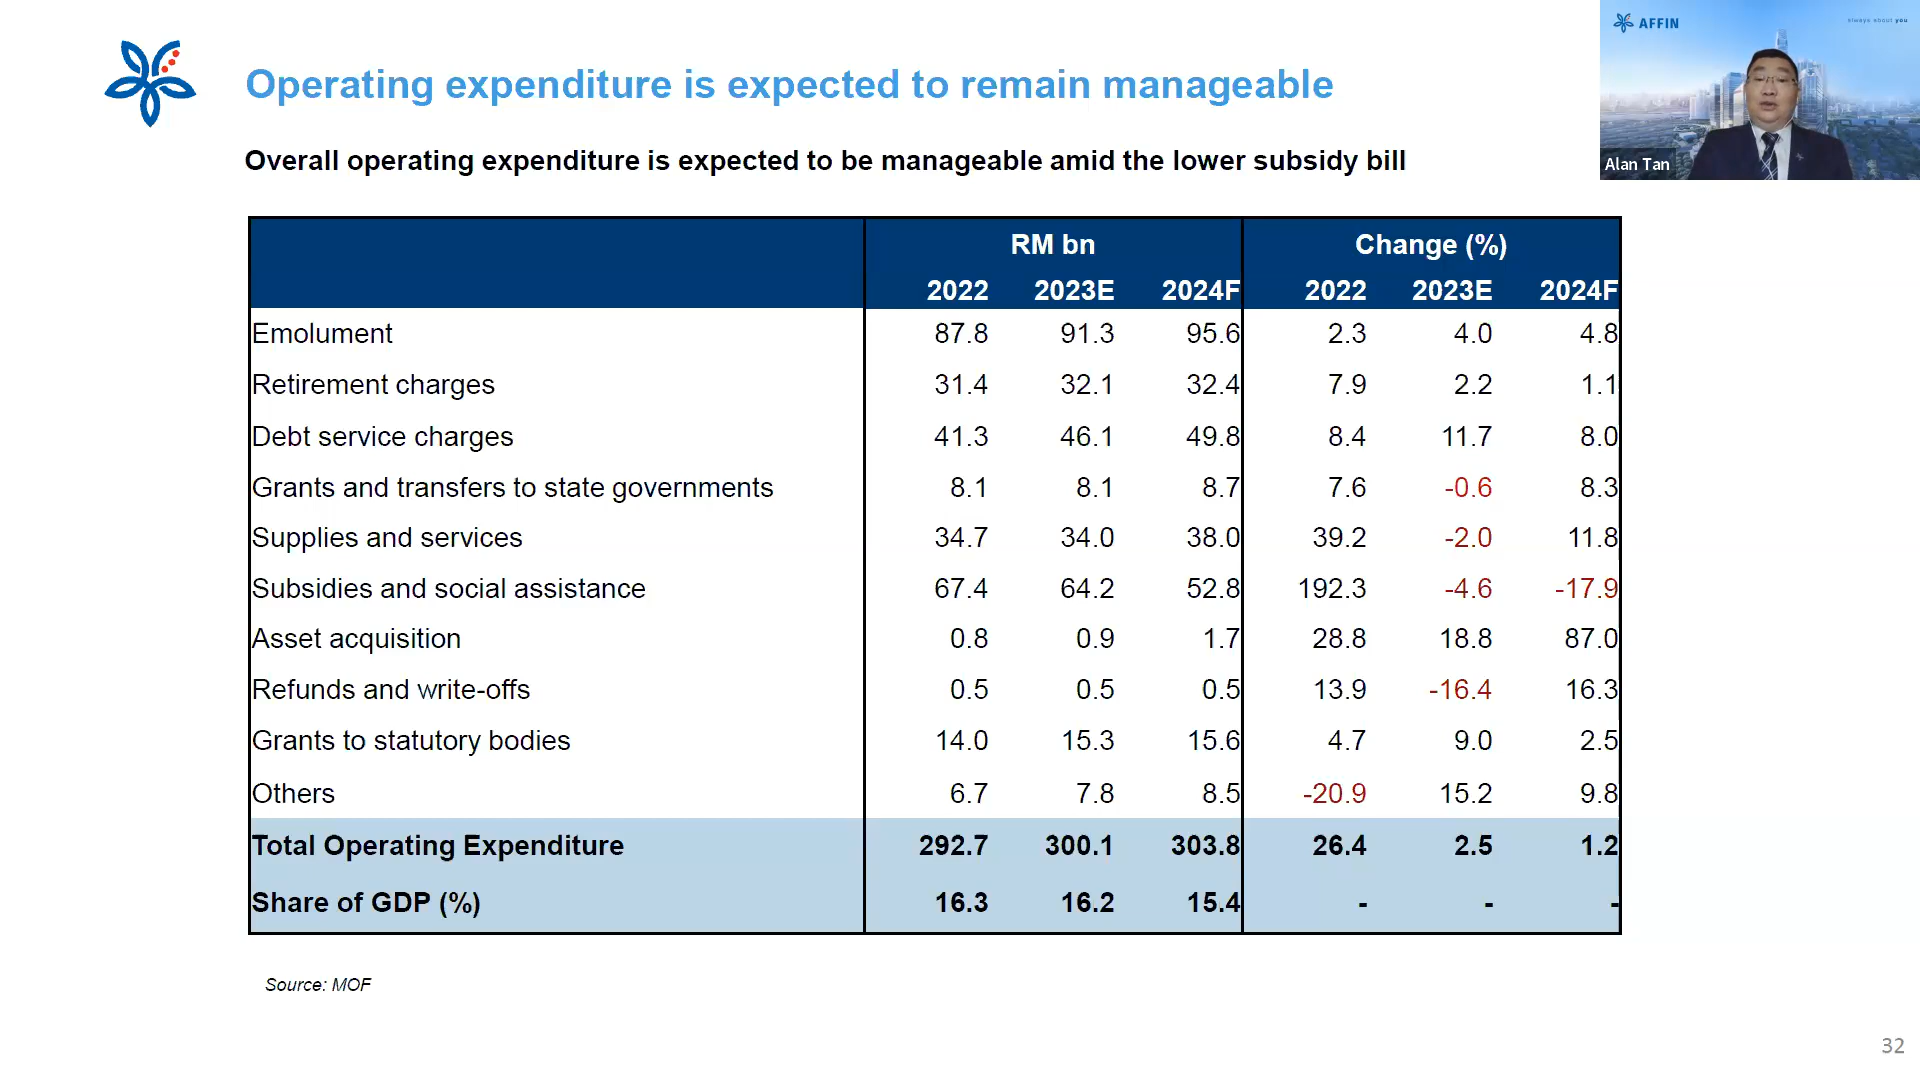 AFFIN
always about you
Alan Tan
Operating expenditure is expected to remain manageable
Overall operating expenditure is expected to be manageable amid the lower subsidy bill
RM bn Change (%)
2022 2023E 2024F 2022 2023E 2024F
Emolument 87.8 91.3 95.6 2.3 4.0 4.8
Retirement charges 31.4 32.1 32.4 7.9 2.2 1.1
Debt service charges 41.3 46.1 49.8 8.4 11.7 8.0
Grants and transfers to state governments 8.1 8.1 8.7 7.6 -0.6 8.3
Supplies and services 34.7 34.0 38.0 39.2 -2.0 11.8
Subsidies and social assistance 67.4 64.2 52.8 192.3 -4.6 -17.9
Asset acquisition 0.8 0.9 1.7 28.8 18.8 87.0
Refunds and write-offs 0.5 0.5 0.5 13.9 -16.4 16.3
Grants to statutory bodies 14.0 15.3 15.6 4.7 9.0 2.5
Others 6.7 7.8 8.5 -20.9 15.2 9.8
Total Operating Expenditure 292.7 300.1 303.8 26.4 2.5 1.2
Share of GDP (%) 16.3 16.2 15.4 - - -
Source: MOF
32